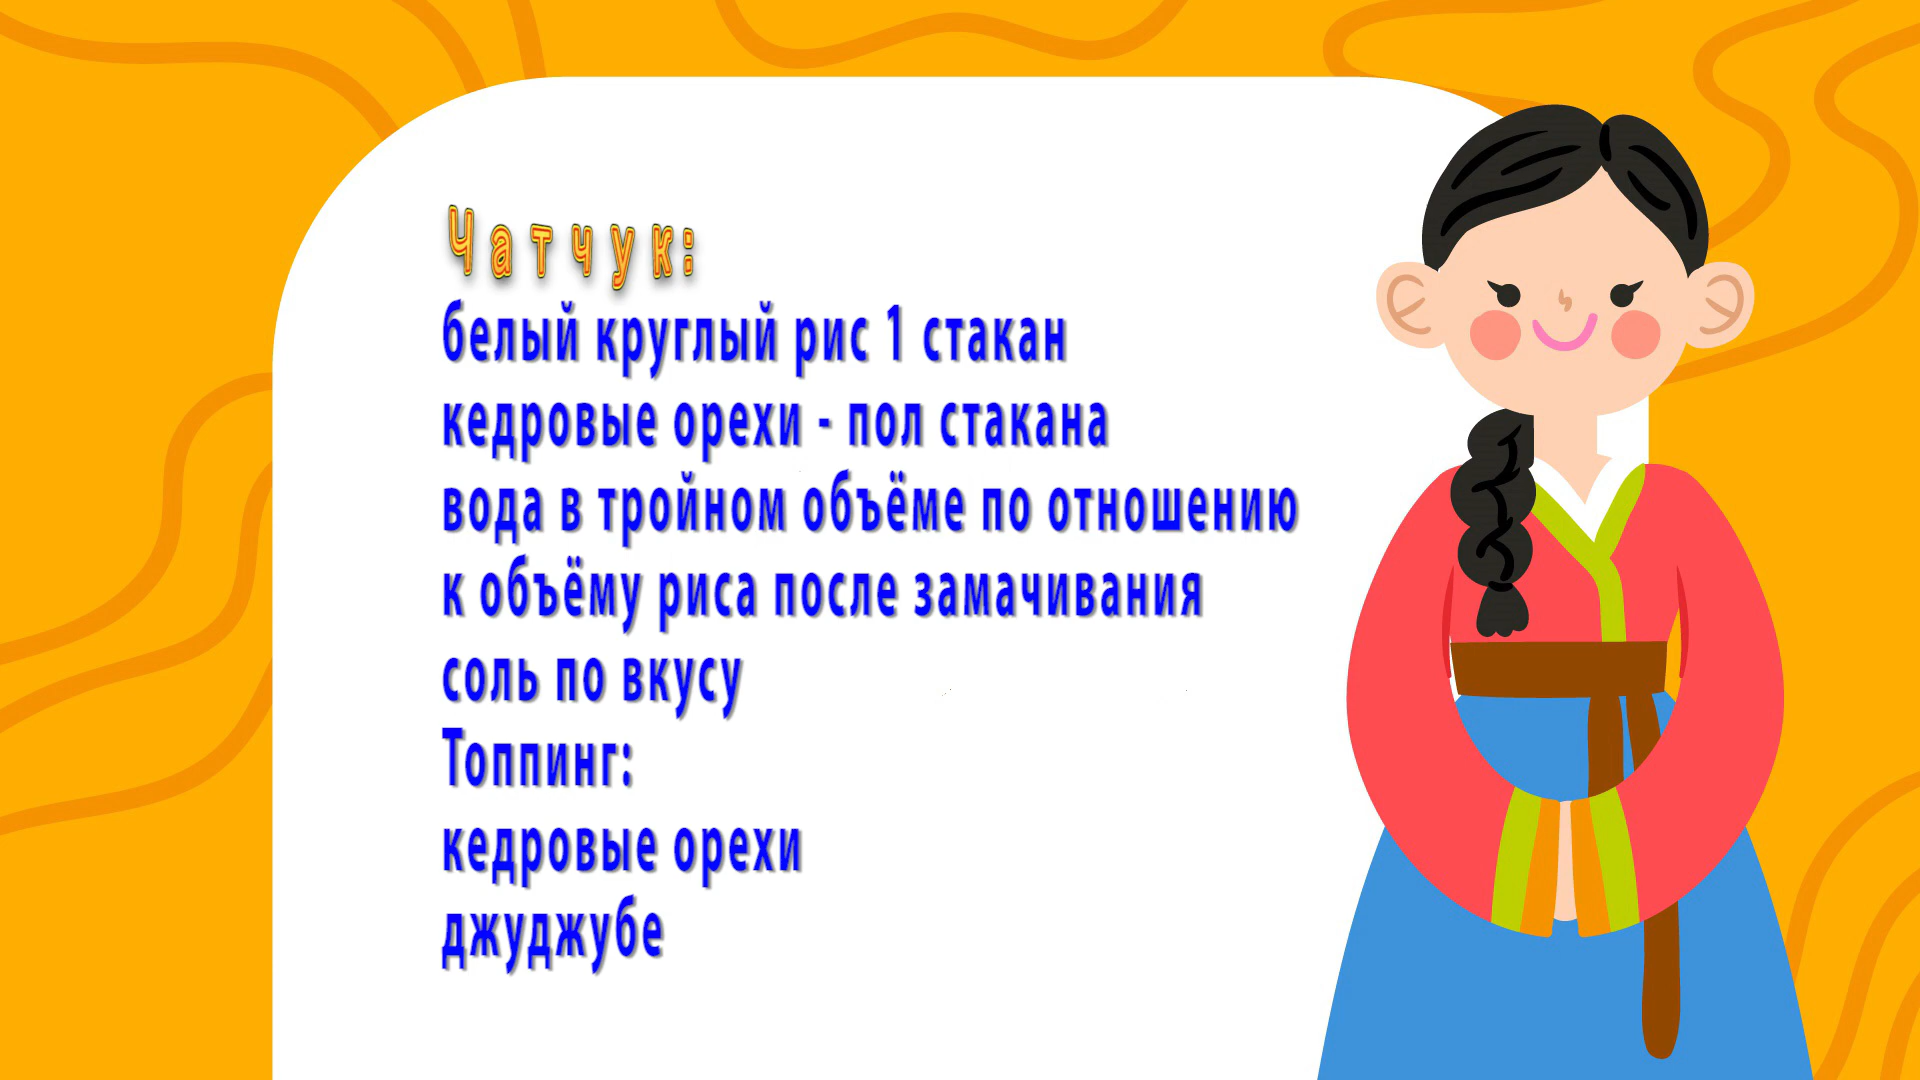 Чатчук:
белый круглый рис 1 стакан
кедровые орехи - пол стакана
вода в тройном объёме по отношению
к объёму риса после замачивания
соль по вкусу
Топпинг:
кедровые орехи
джуджубе